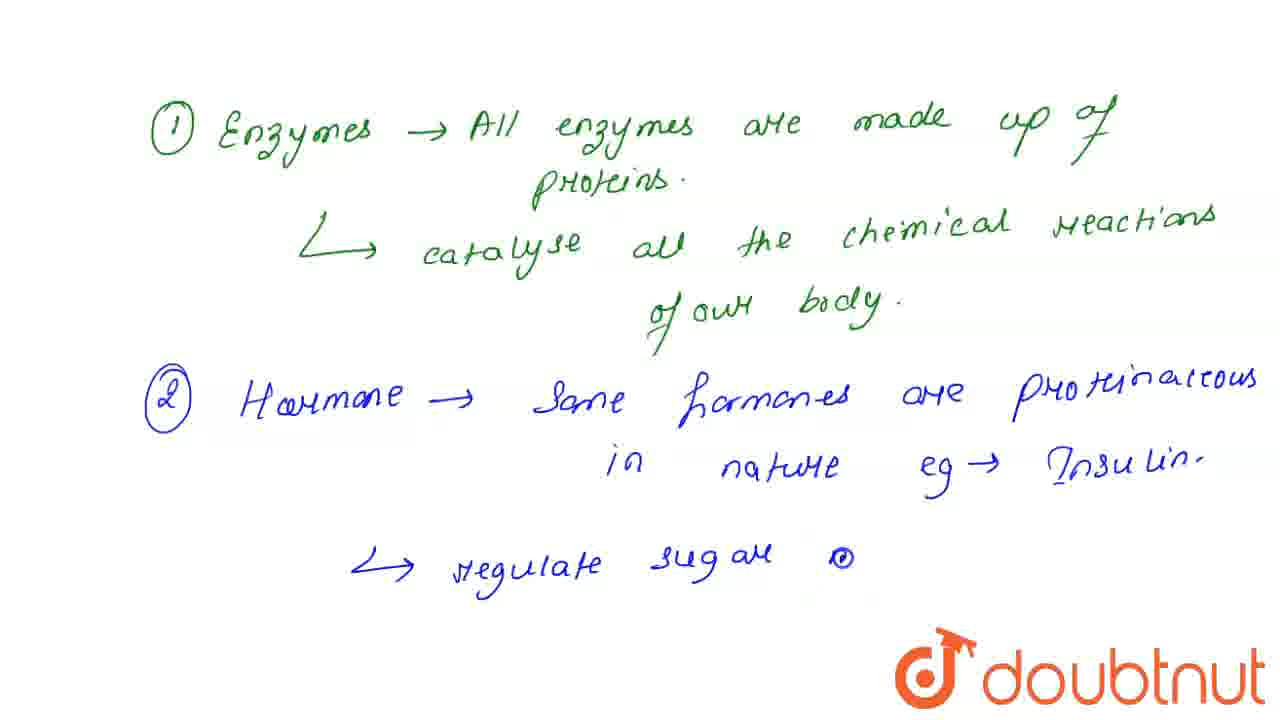 ① Enzymes → All enzymes are made up of
proteins.
↳ catalyse all the chemical reactions
of our body.
② Harmone → Some hormones are proteinaceous
in nature eg → Insulin.
↳ regulate sugar
doubtnut